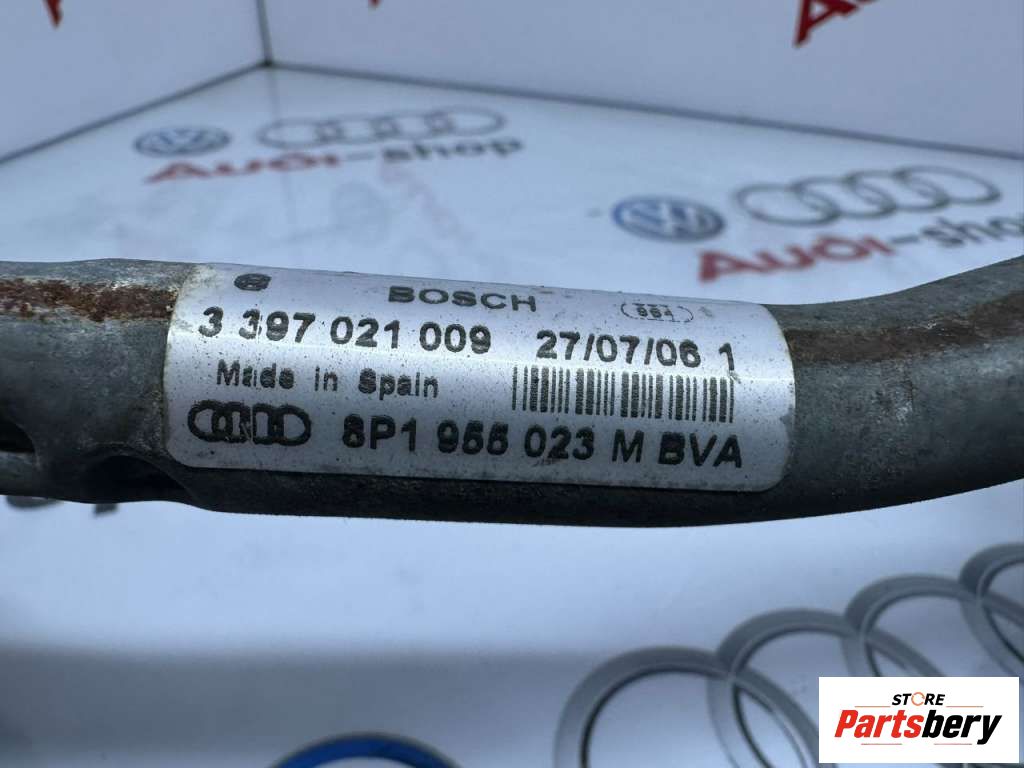 Audi-shop
Audi-shop
BOSCH
3 397 021 009 27/07/06 1
Made in Spain
8P1 955 023 M BVA
STORE
Partsbery